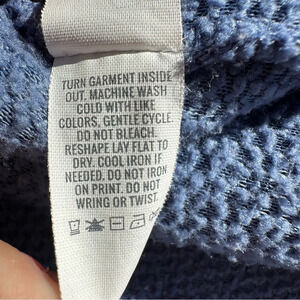 TURN GARMENT INSIDE
OUT. MACHINE WASH
COLD WITH LIKE
COLORS, GENTLE CYCLE.
DO NOT BLEACH.
RESHAPE LAY FLAT TO
DRY. COOL IRON IF
NEEDED. DO NOT IRON
ON PRINT. DO NOT
WRING OR TWIST.